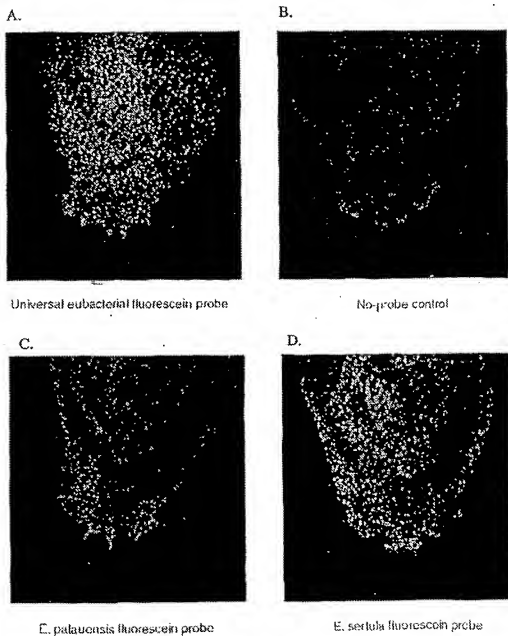 A.
B.
Universal eubacterial fluorescein probe
No-probe control
C.
D.
E. palauensis fluorescein probe
E. sertula fluorescein probe